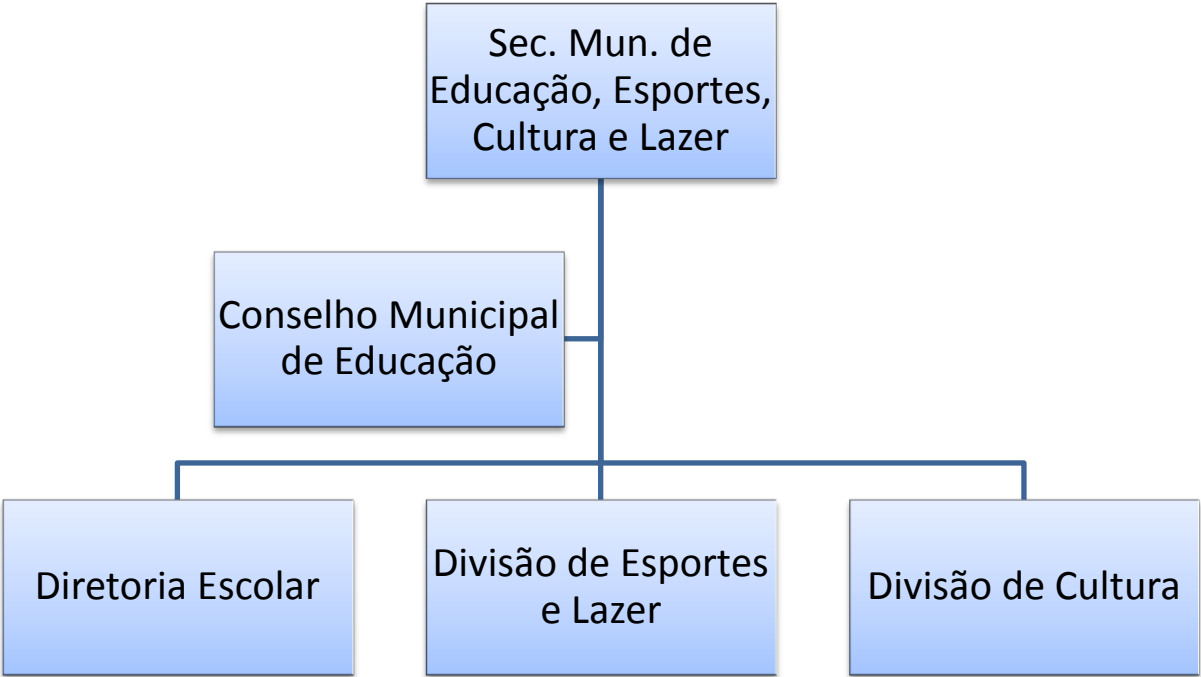 Sec. Mun. de
Educação, Esportes,
Cultura e Lazer
Conselho Municipal
de Educação
Diretoria Escolar
Divisão de Esportes
e Lazer
Divisão de Cultura